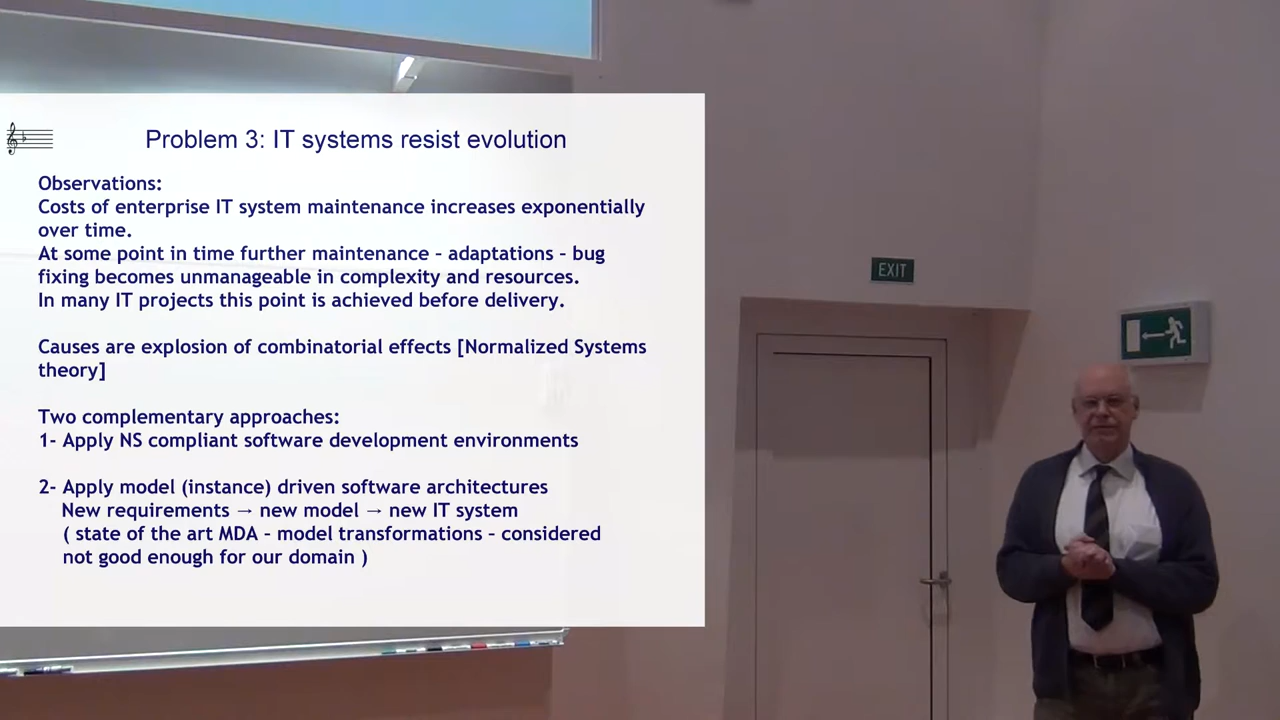 Problem 3: IT systems resist evolution
Observations:
Costs of enterprise IT system maintenance increases exponentially
over time.
At some point in time further maintenance – adaptations – bug
fixing becomes unmanageable in complexity and resources.
In many IT projects this point is achieved before delivery.
Causes are explosion of combinatorial effects [Normalized Systems
theory]
Two complementary approaches:
1- Apply NS compliant software development environments
2- Apply model (instance) driven software architectures
New requirements → new model → new IT system
( state of the art MDA – model transformations – considered
not good enough for our domain )
EXIT